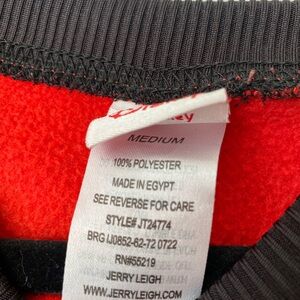 MEDIUM
100% POLYESTER
MADE IN EGYPT
SEE REVERSE FOR CARE
STYLE# JT24774
BRG IJ0852-62-72 0722
RN#55219
JERRY LEIGH
WWW.JERRYLEIGH.COM